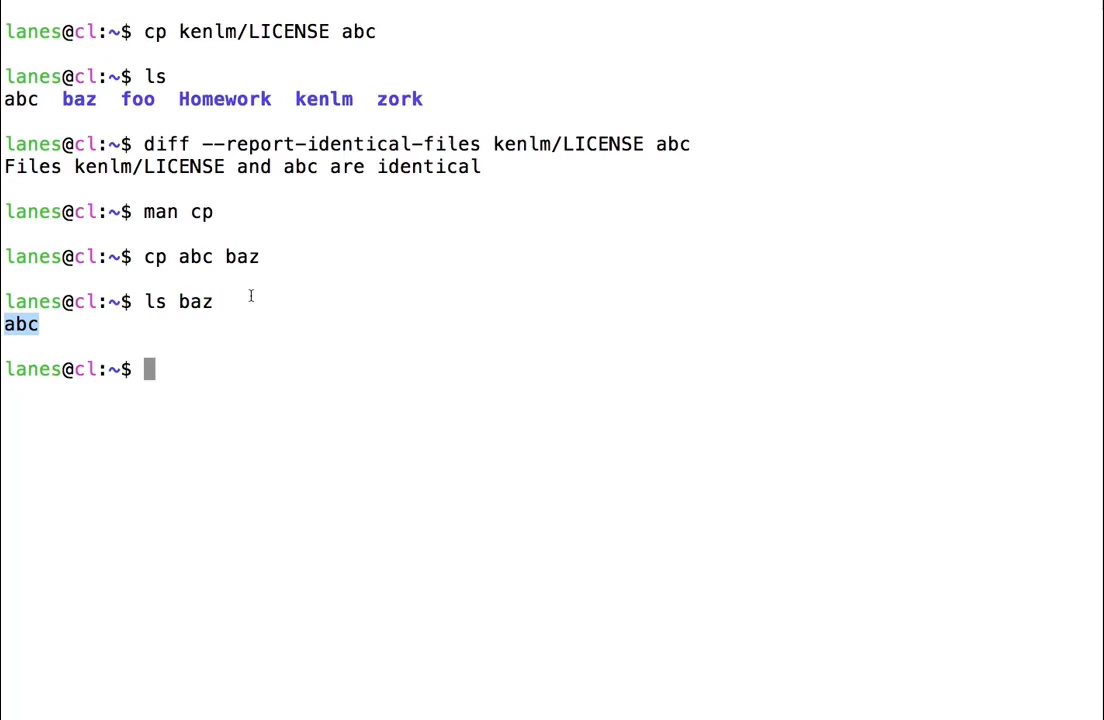 lanes@cl:~$ cp kenlm/LICENSE abc
lanes@cl:~$ ls
abc  baz  foo  Homework  kenlm  zork
lanes@cl:~$ diff --report-identical-files kenlm/LICENSE abc
Files kenlm/LICENSE and abc are identical
lanes@cl:~$ man cp
lanes@cl:~$ cp abc baz
lanes@cl:~$ ls baz
abc
lanes@cl:~$